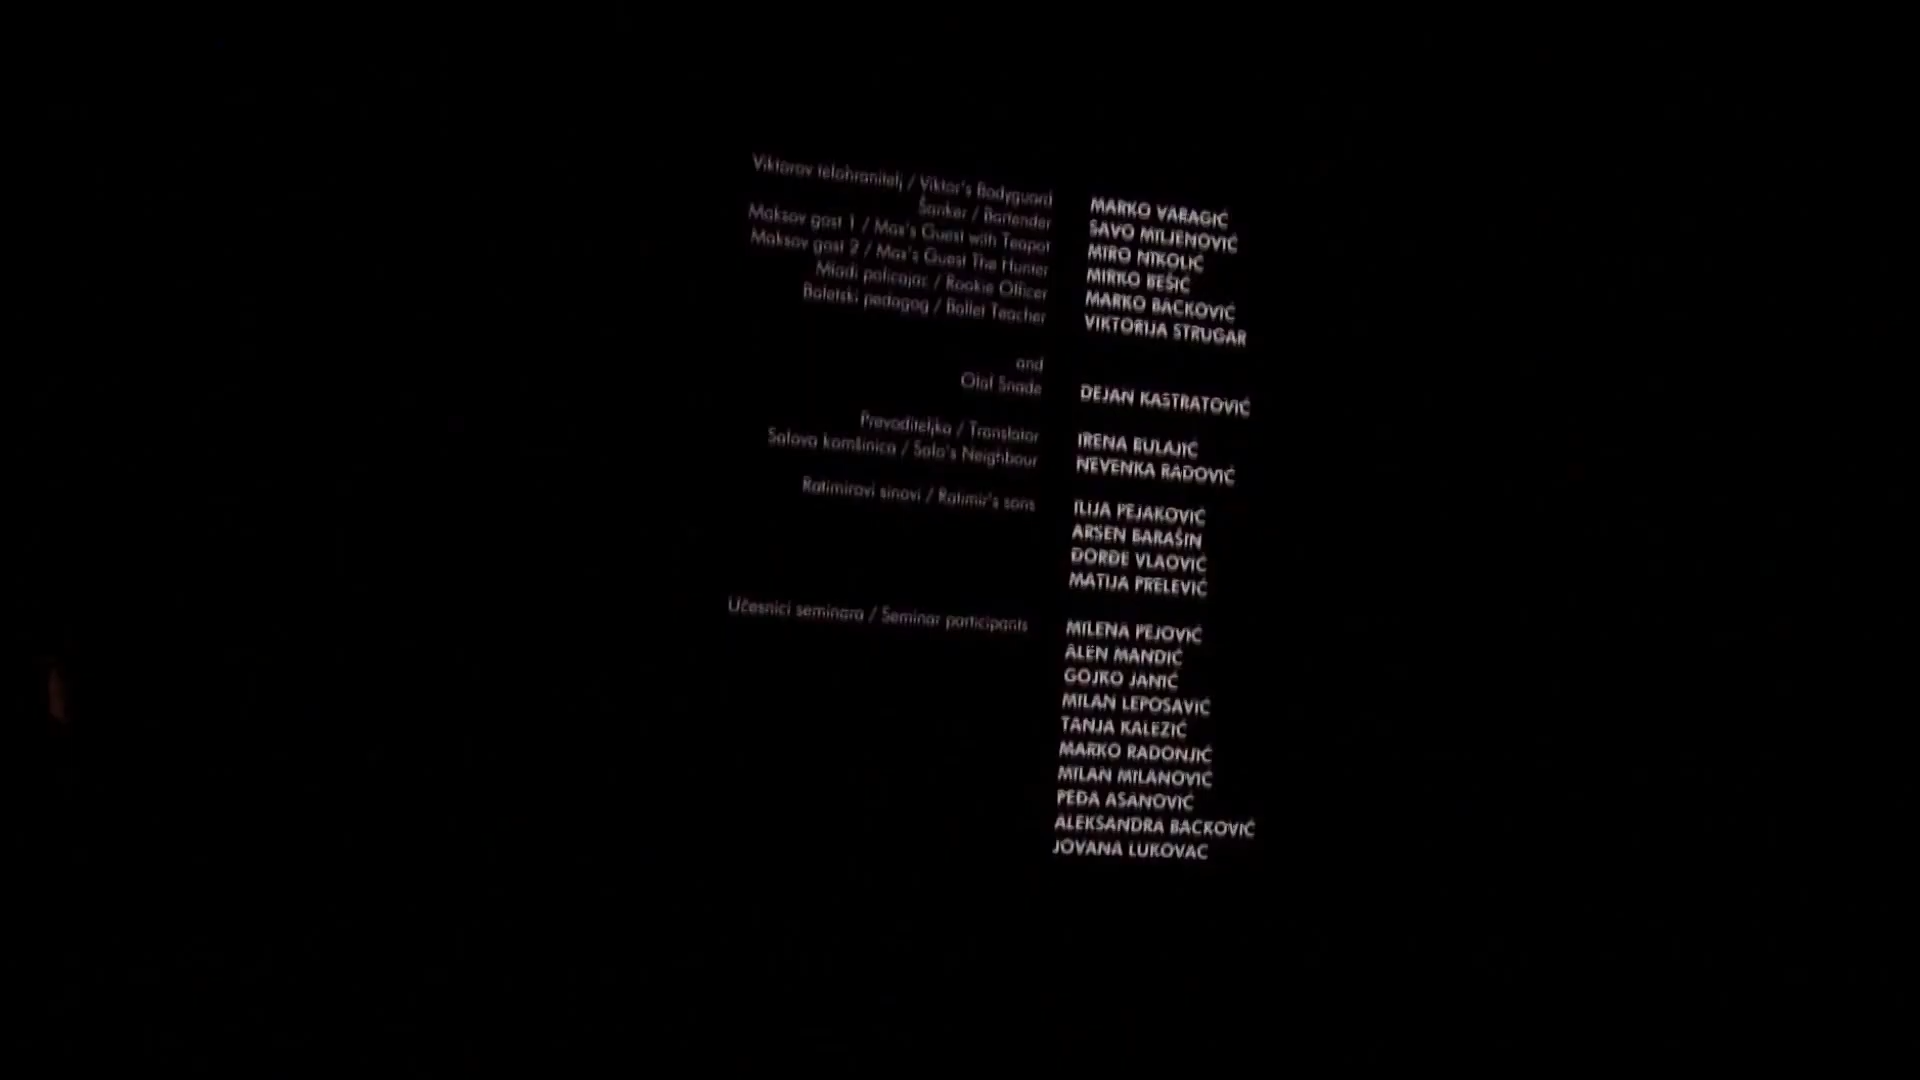 Viktorov telohranitelj / Viktor's Bodyguard MARKO VARAGIĆ
Šanker / Bartender SAVO MILJENOVIĆ
Maksov gost 1 / Max's Guest with Teapot MIRO NIKOLIĆ
Maksov gost 2 / Max's Guest The Hunter MIRKO BEŠIĆ
Mladi policajac / Rookie Officer MARKO BAČKOVIĆ
Baletski pedagog / Ballet Teacher VIKTORIJA STRUGAR
and
Olaf Snade DEJAN KASTRATOVIĆ
Prevoditeljka / Translator IRENA BULAJIĆ
Salova komšinica / Salo's Neighbour NEVENKA RADOVIĆ
Ratimirovi sinovi / Ratimir's sons ILIJA PEJAKOVIĆ
ARSEN BARAŠIN
ĐORĐE VLAOVIĆ
MATIJA PRELEVIĆ
Učesnici seminara / Seminar participants MILENA PEJOVIĆ
ALEN MANDIĆ
GOJKO JANIĆ
MILAN LEPOSAVIĆ
TANJA KALEZIĆ
MARKO RADONJIĆ
MILAN MILANOVIĆ
PEĐA ASANOVIĆ
ALEKSANDRA BACKOVIĆ
JOVANA LUKOVAC